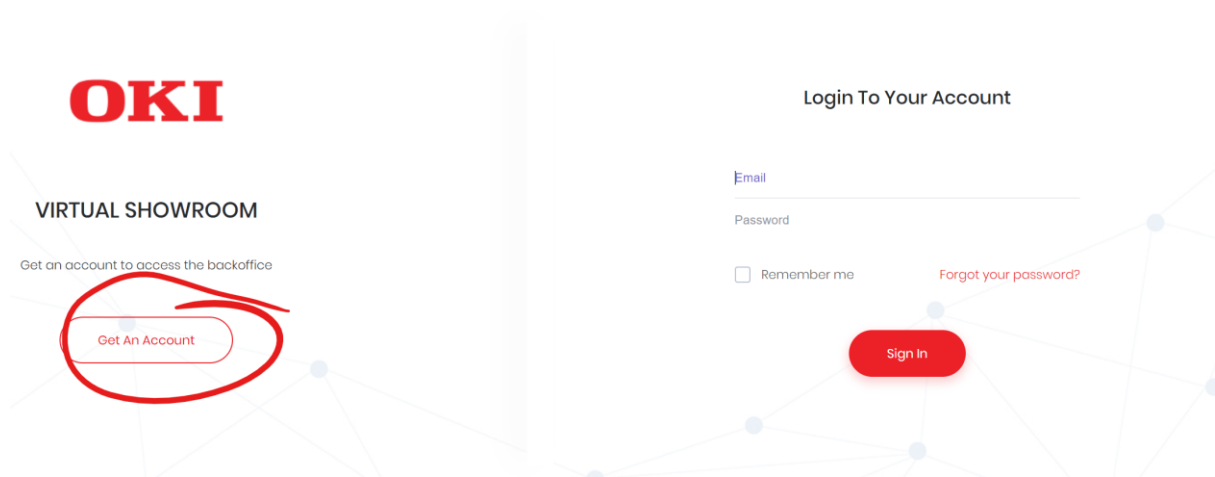 OKI
VIRTUAL SHOWROOM
Get an account to access the backoffice
Get An Account
Login To Your Account
Email
Password
Remember me
Forgot your password?
Sign In